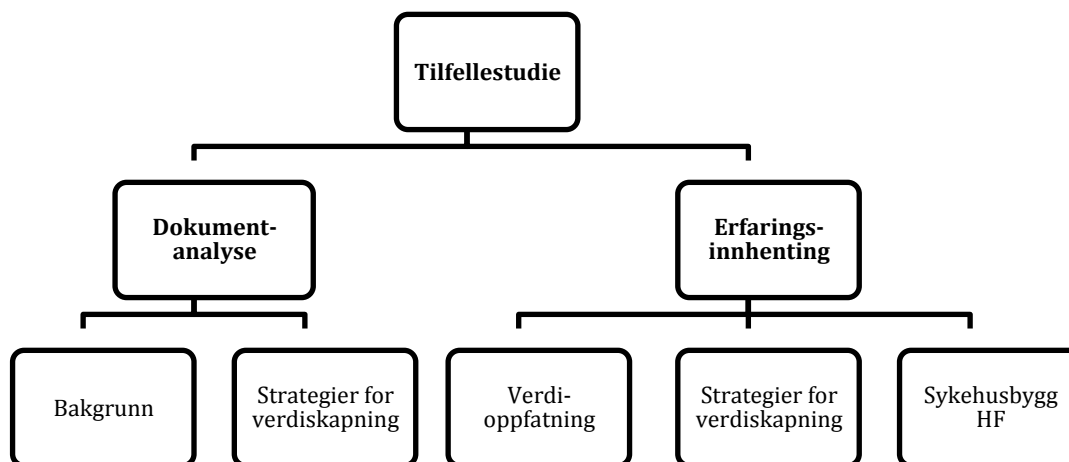 Tilfellestudie
Dokument-
analyse
Erfarings-
innhenting
Bakgrunn
Strategier for
verdiskapning
Verdi-
oppfatning
Strategier for
verdiskapning
Sykehusbygg
HF